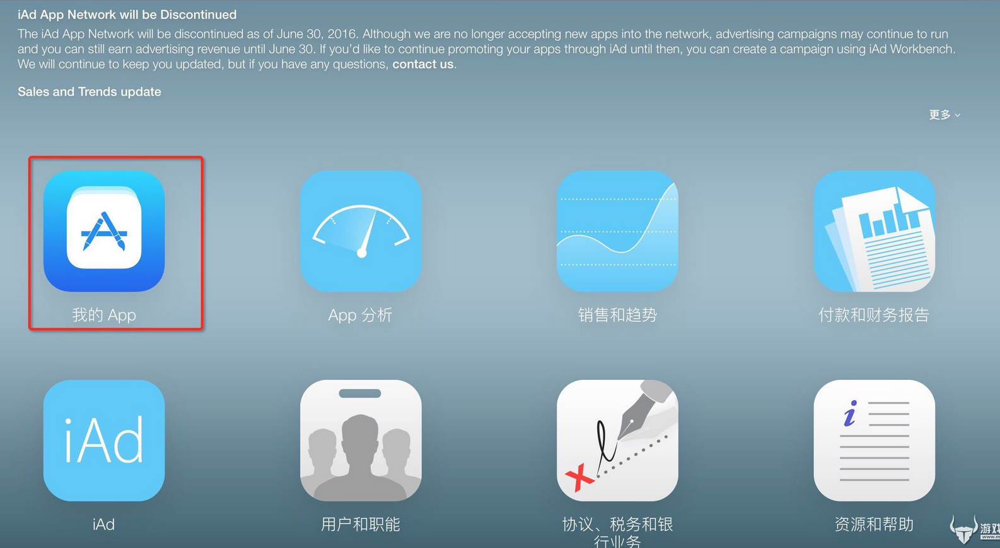 iAd App Network will be Discontinued
The iAd App Network will be discontinued as of June 30, 2016. Although we are no longer accepting new apps into the network, advertising campaigns may continue to run
and you can still earn advertising revenue until June 30. If you’d like to continue promoting your apps through iAd until then, you can create a campaign using iAd Workbench.
We will continue to keep you updated, but if you have any questions, contact us.
Sales and Trends update
更多
我的 App
App 分析
销售和趋势
付款和财务报告
iAd
iAd
用户和职能
协议、税务和银
行业务
资源和帮助